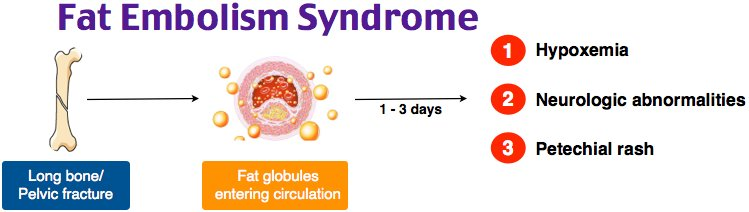 Fat Embolism Syndrome
Long bone/
Pelvic fracture
Fat globules
entering circulation
1 - 3 days
1 Hypoxemia
2 Neurologic abnormalities
3 Petechial rash